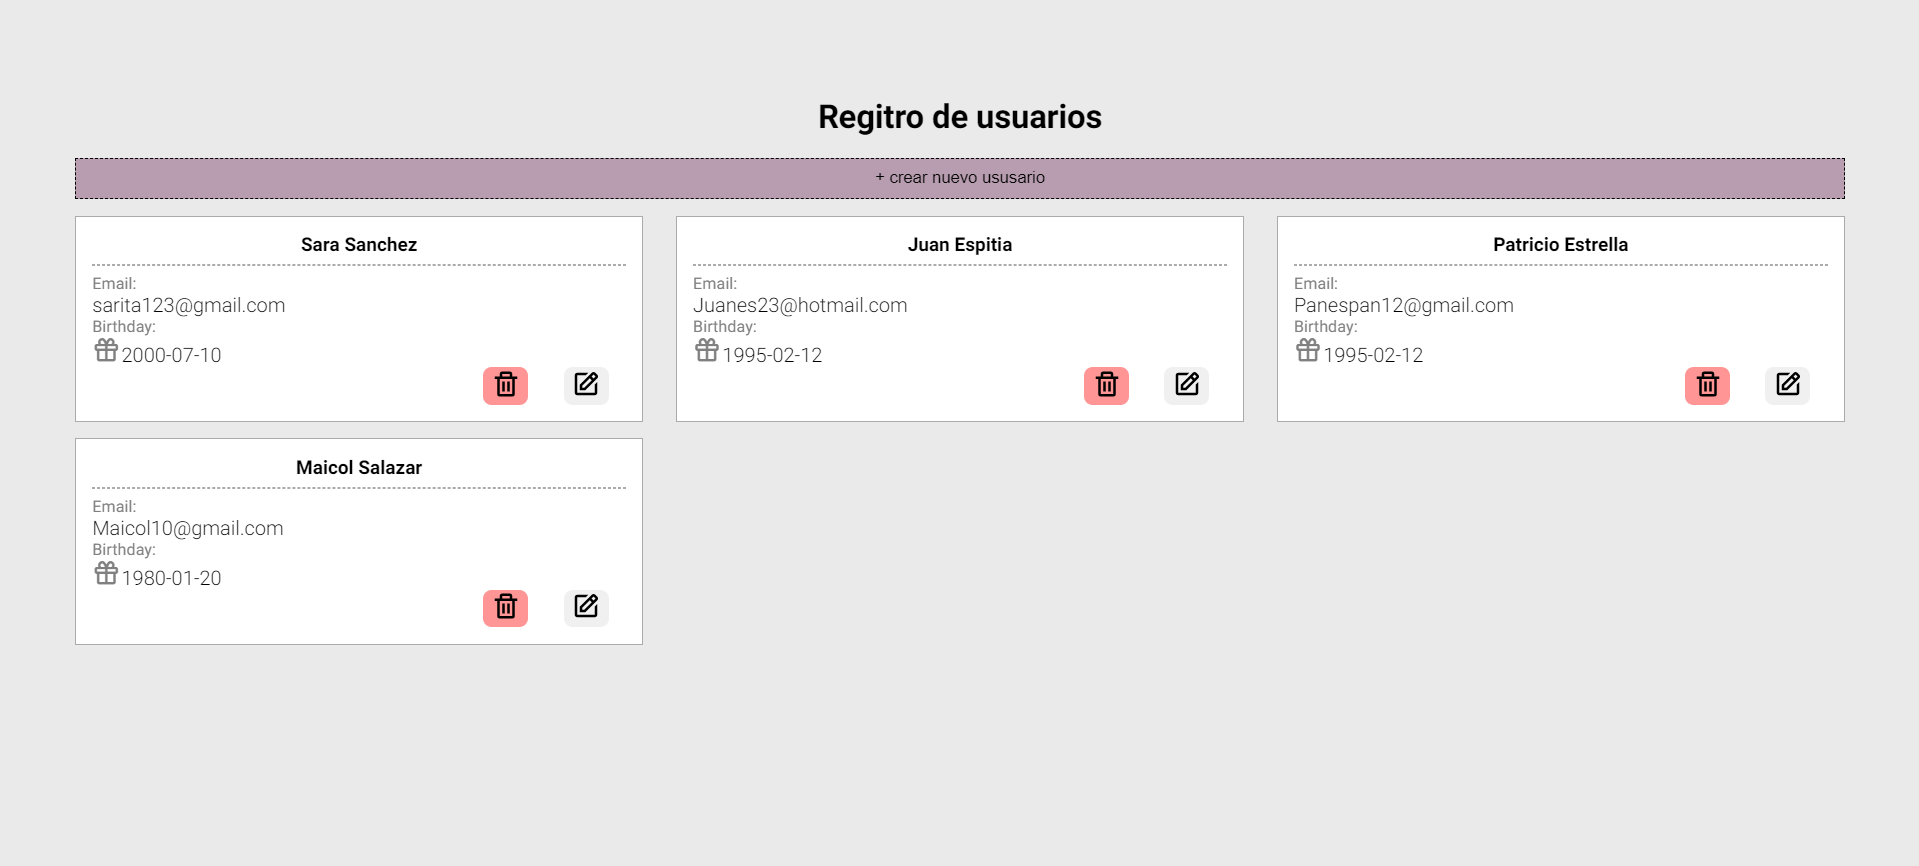 Regitro de usuarios
+ crear nuevo ususario
Sara Sanchez
Email:
sarita123@gmail.com
Birthday:
2000-07-10
Juan Espitia
Email:
Juanes23@hotmail.com
Birthday:
1995-02-12
Patricio Estrella
Email:
Panespan12@gmail.com
Birthday:
1995-02-12
Maicol Salazar
Email:
Maicol10@gmail.com
Birthday:
1980-01-20